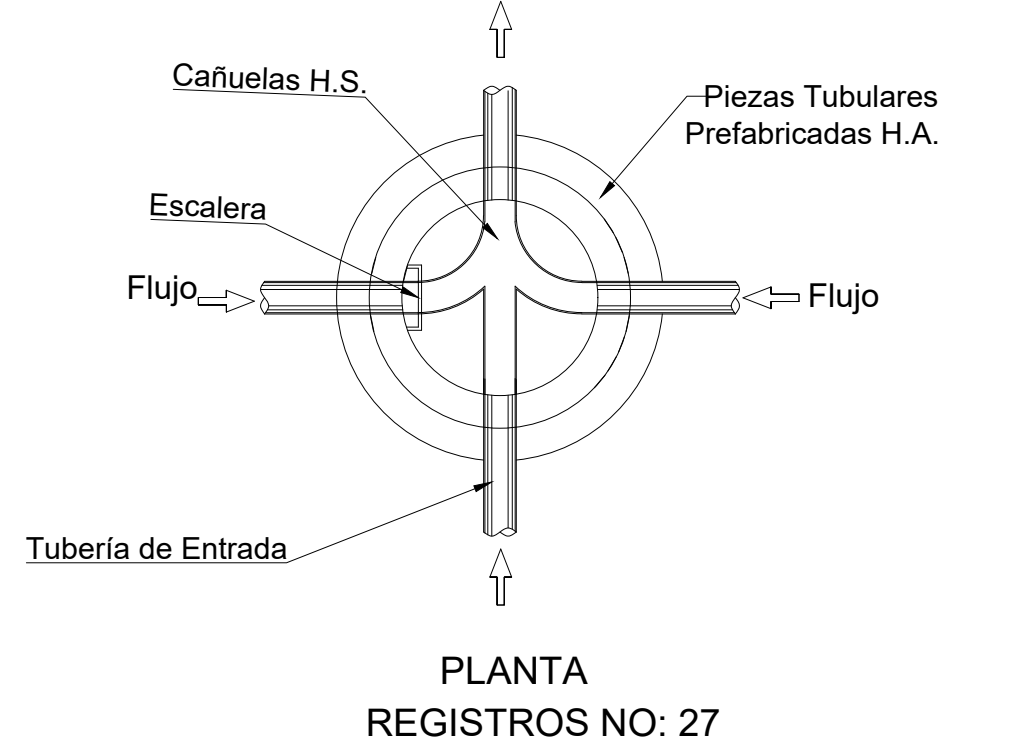 Cañuelas H.S.
Piezas Tubulares
Prefabricadas H.A.
Escalera
Flujo
Flujo
Tubería de Entrada
PLANTA
REGISTROS NO: 27